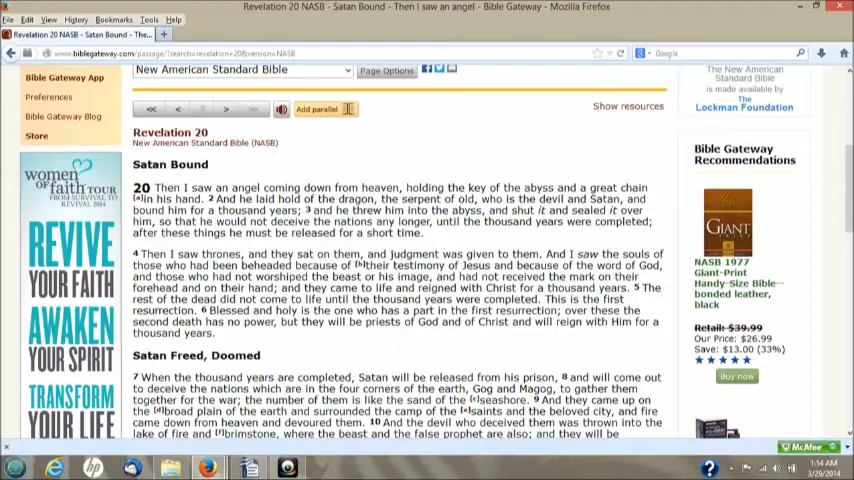 Revelation 20 NASB - Satan Bound - Then I saw an angel - Bible Gateway - Mozilla Firefox
File Edit View History Bookmarks Tools Help
Revelation 20 NASB - Satan Bound - The...
www.biblegateway.com/passage/?search=revelation+20&version=NASB
Google
Bible Gateway App
Preferences
Bible Gateway Blog
Store
New American Standard Bible
Page Options
Add parallel
Show resources
The New American
Standard Bible
is made available by
The
Lockman Foundation
Revelation 20
New American Standard Bible (NASB)
Satan Bound
20 Then I saw an angel coming down from heaven, holding the key of the abyss and a great chain
[a]in his hand. 2 And he laid hold of the dragon, the serpent of old, who is the devil and Satan, and
bound him for a thousand years; 3 and he threw him into the abyss, and shut it and sealed it over
him, so that he would not deceive the nations any longer, until the thousand years were completed;
after these things he must be released for a short time.
4 Then I saw thrones, and they sat on them, and judgment was given to them. And I saw the souls of
those who had been beheaded because of [b]their testimony of Jesus and because of the word of God,
and those who had not worshiped the beast or his image, and had not received the mark on their
forehead and on their hand; and they came to life and reigned with Christ for a thousand years. 5 The
rest of the dead did not come to life until the thousand years were completed. This is the first
resurrection. 6 Blessed and holy is the one who has a part in the first resurrection; over these the
second death has no power, but they will be priests of God and of Christ and will reign with Him for a
thousand years.
Satan Freed, Doomed
7 When the thousand years are completed, Satan will be released from his prison, 8 and will come out
to deceive the nations which are in the four corners of the earth, Gog and Magog, to gather them
together for the war; the number of them is like the sand of the [c]seashore. 9 And they came up on
the [d]broad plain of the earth and surrounded the camp of the [e]saints and the beloved city, and fire
came down from heaven and devoured them. 10 And the devil who deceived them was thrown into the
lake of fire and [f]brimstone, where the beast and the false prophet are also; and they will be
women
OF FAITH TOUR
FROM SURVIVAL TO
REVIVAL 2014
REVIVE
YOUR FAITH
AWAKEN
YOUR SPIRIT
TRANSFORM
YOUR LIFE
Bible Gateway
Recommendations
GIANT
NASB 1977
Giant-Print
Handy-Size Bible--
bonded leather,
black
Retail: $39.99
Our Price: $26.99
Save: $13.00 (33%)
Buy now
McAfee
1:54 AM
3/29/2014